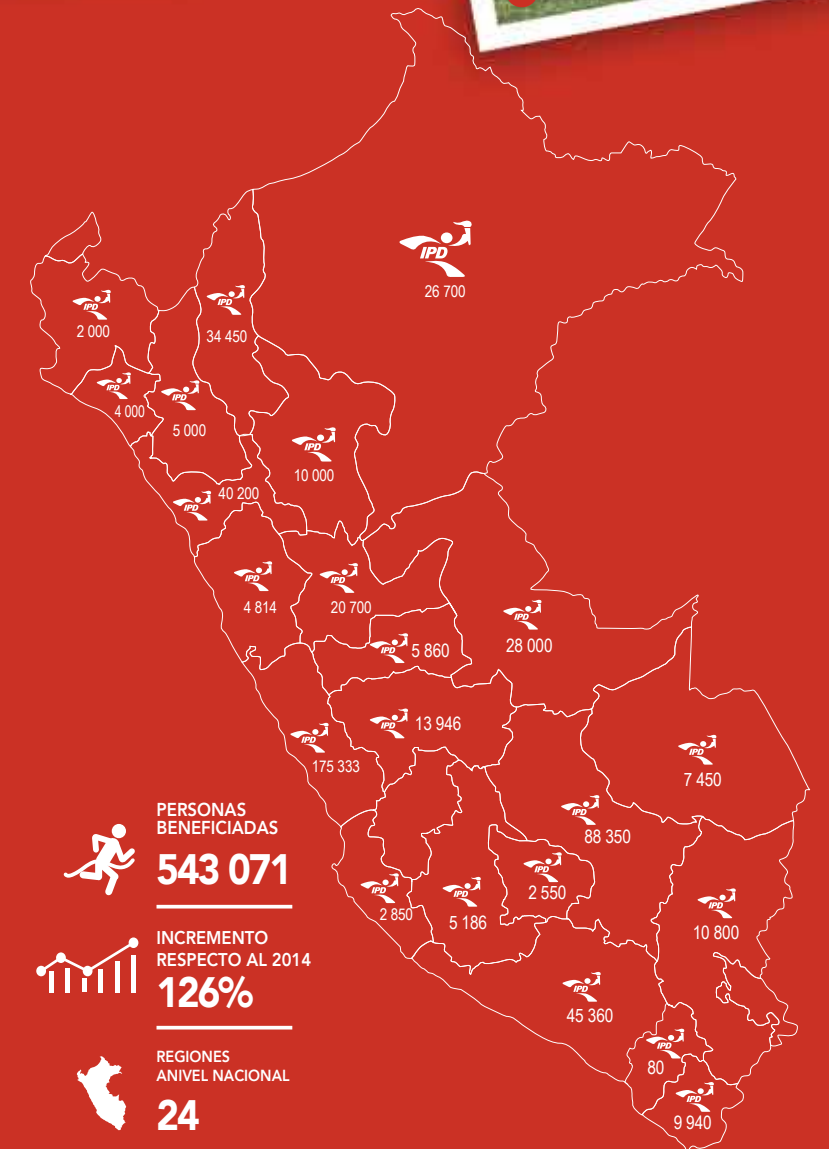 IPD
26 700
IPD
2 000
IPD
34 450
IPD
4 000
IPD
5 000
IPD
10 000
IPD
40 200
IPD
4 814
IPD
20 700
IPD
5 860
IPD
28 000
IPD
13 946
IPD
175 333
IPD
7 450
IPD
88 350
IPD
2 550
IPD
2 850
IPD
5 186
IPD
10 800
IPD
45 360
IPD
80
IPD
9 940
PERSONAS
BENEFICIADAS
543 071
INCREMENTO
RESPECTO AL 2014
126%
REGIONES
ANIVEL NACIONAL
24